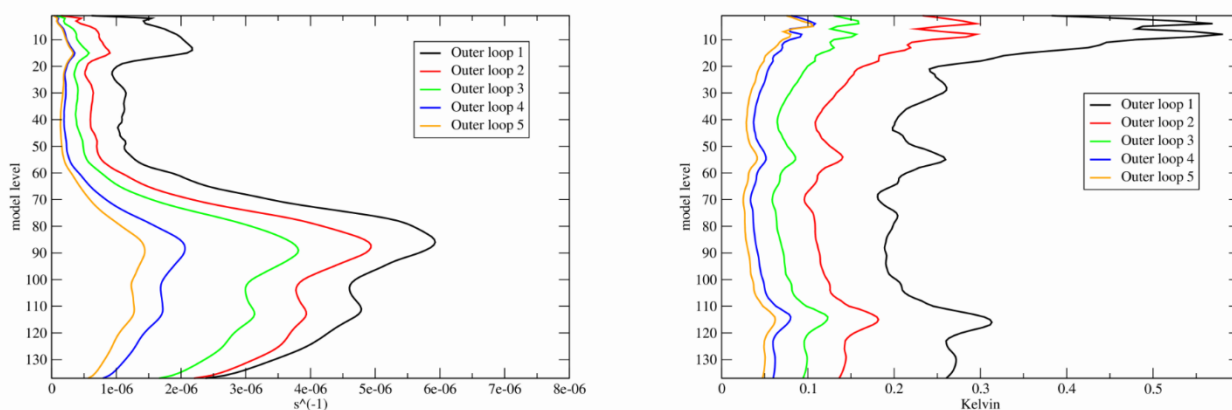 10
20
30
40
50
60
70
80
90
100
110
120
130
model level
0 1e-06 2e-06 3e-06 4e-06 5e-06 6e-06 7e-06 8e-06
s^(-1)
Outer loop 1
Outer loop 2
Outer loop 3
Outer loop 4
Outer loop 5
10
20
30
40
50
60
70
80
90
100
110
120
130
model level
0 0.1 0.2 0.3 0.4 0.5
Kelvin
Outer loop 1
Outer loop 2
Outer loop 3
Outer loop 4
Outer loop 5